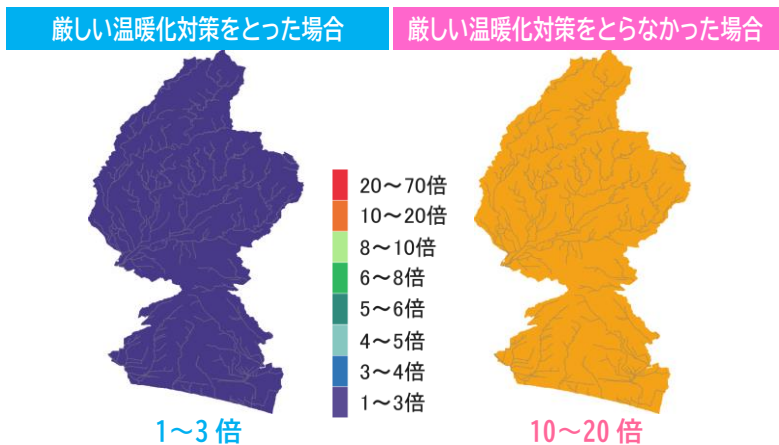 厳しい温暖化対策をとった場合
厳しい温暖化対策をとらなかった場合
20～70倍
10～20倍
8～10倍
6～8倍
5～6倍
4～5倍
3～4倍
1～3倍
1～3 倍
10～20 倍